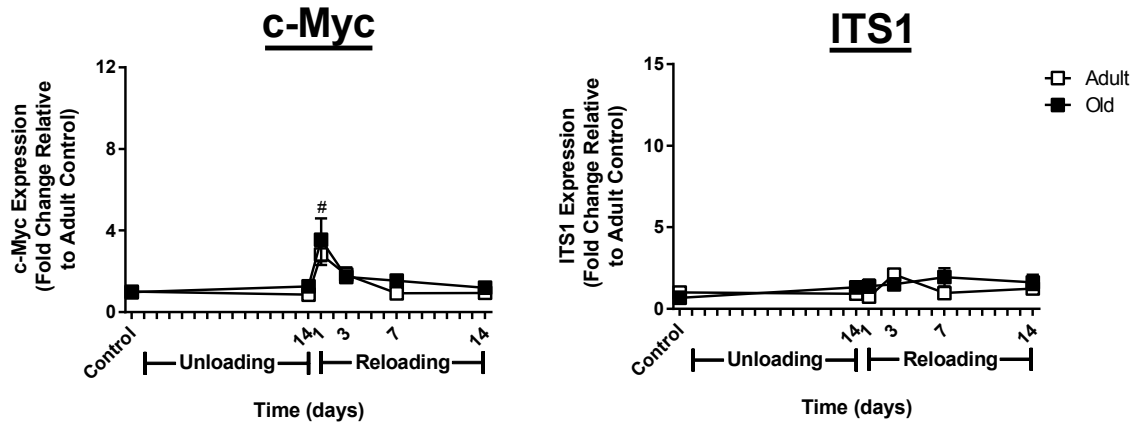 c-Myc
c-Myc Expression
(Fold Change Relative
to Adult Control)
12
8
4
0
#
Control
14
1
3
7
14
Unloading
Reloading
Time (days)
ITS1
ITS1 Expression
(Fold Change Relative
to Adult Control)
15
10
5
0
Control
14
1
3
7
14
Unloading
Reloading
Time (days)
Adult
Old